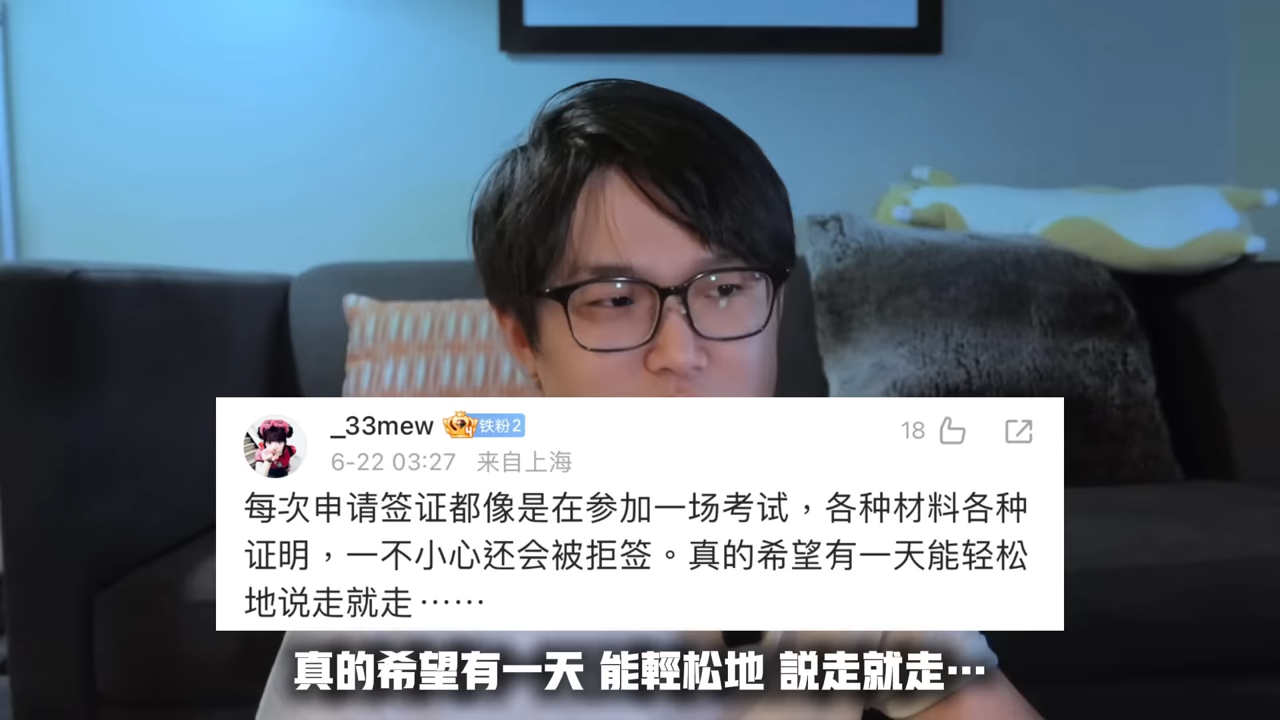 _33mew 铁粉2
18
6-22 03:27 来自上海
每次申请签证都像是在参加一场考试，各种材料各种
证明，一不小心还会被拒签。真的希望有一天能轻松
地说走就走……
真的希望有一天 能輕松地 説走就走…